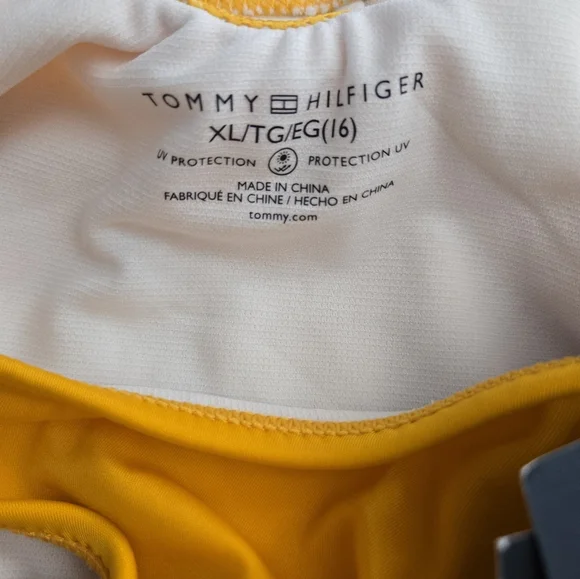 TOMMY HILFIGER
XL/TG/EG(16)
UV PROTECTION PROTECTION UV
MADE IN CHINA
FABRIQUÉ EN CHINE / HECHO EN CHINA
tommy.com